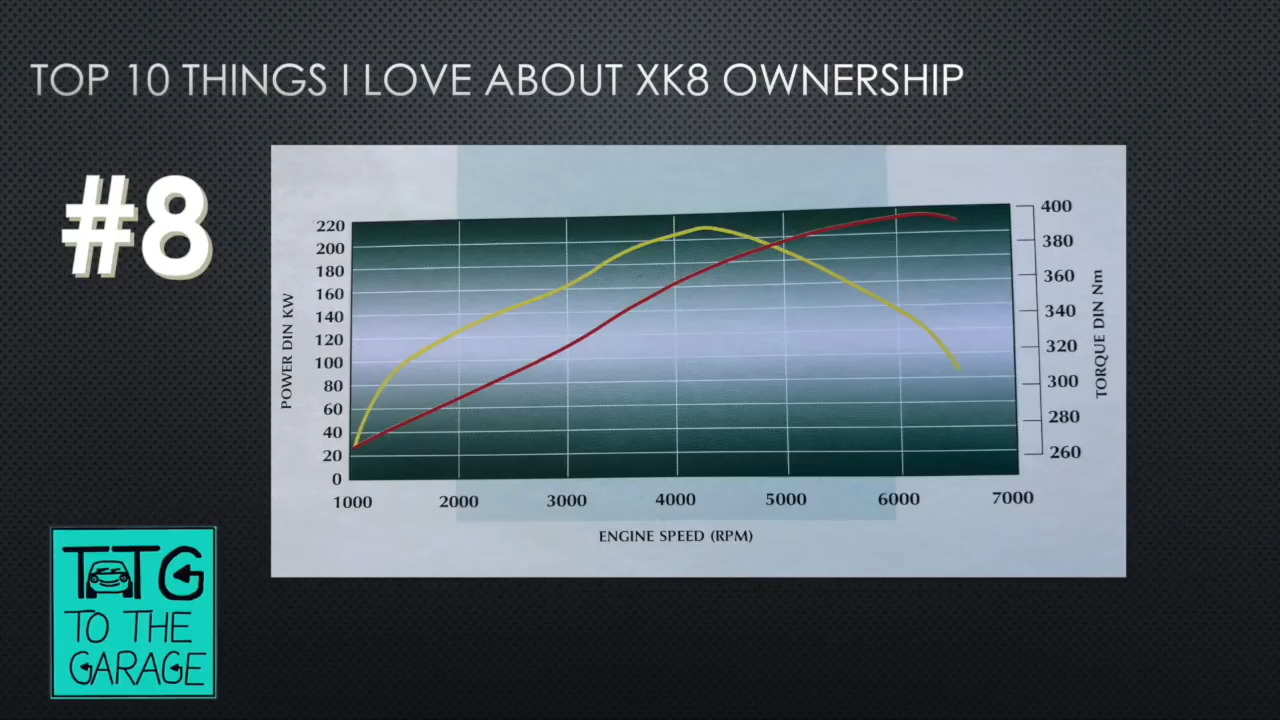 TOP 10 THINGS I LOVE ABOUT XK8 OWNERSHIP
#8
220
200
180
160
140
120
100
80
60
40
20
0
POWER DIN KW
400
380
360
340
320
300
280
260
TORQUE DIN Nm
1000 2000 3000 4000 5000 6000 7000
ENGINE SPEED (RPM)
TTG
TO THE
GARAGE